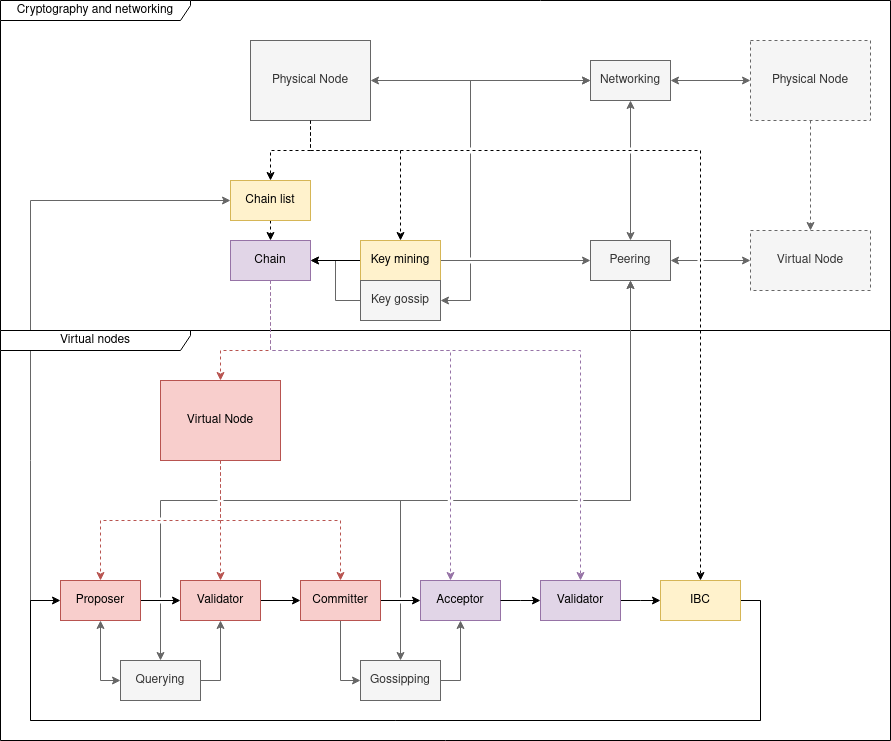 Cryptography and networking
Physical Node
Networking
Physical Node
Chain list
Chain
Key mining
Peering
Virtual Node
Key gossip
Virtual nodes
Virtual Node
Proposer
Validator
Committer
Acceptor
Validator
IBC
Querying
Gossipping